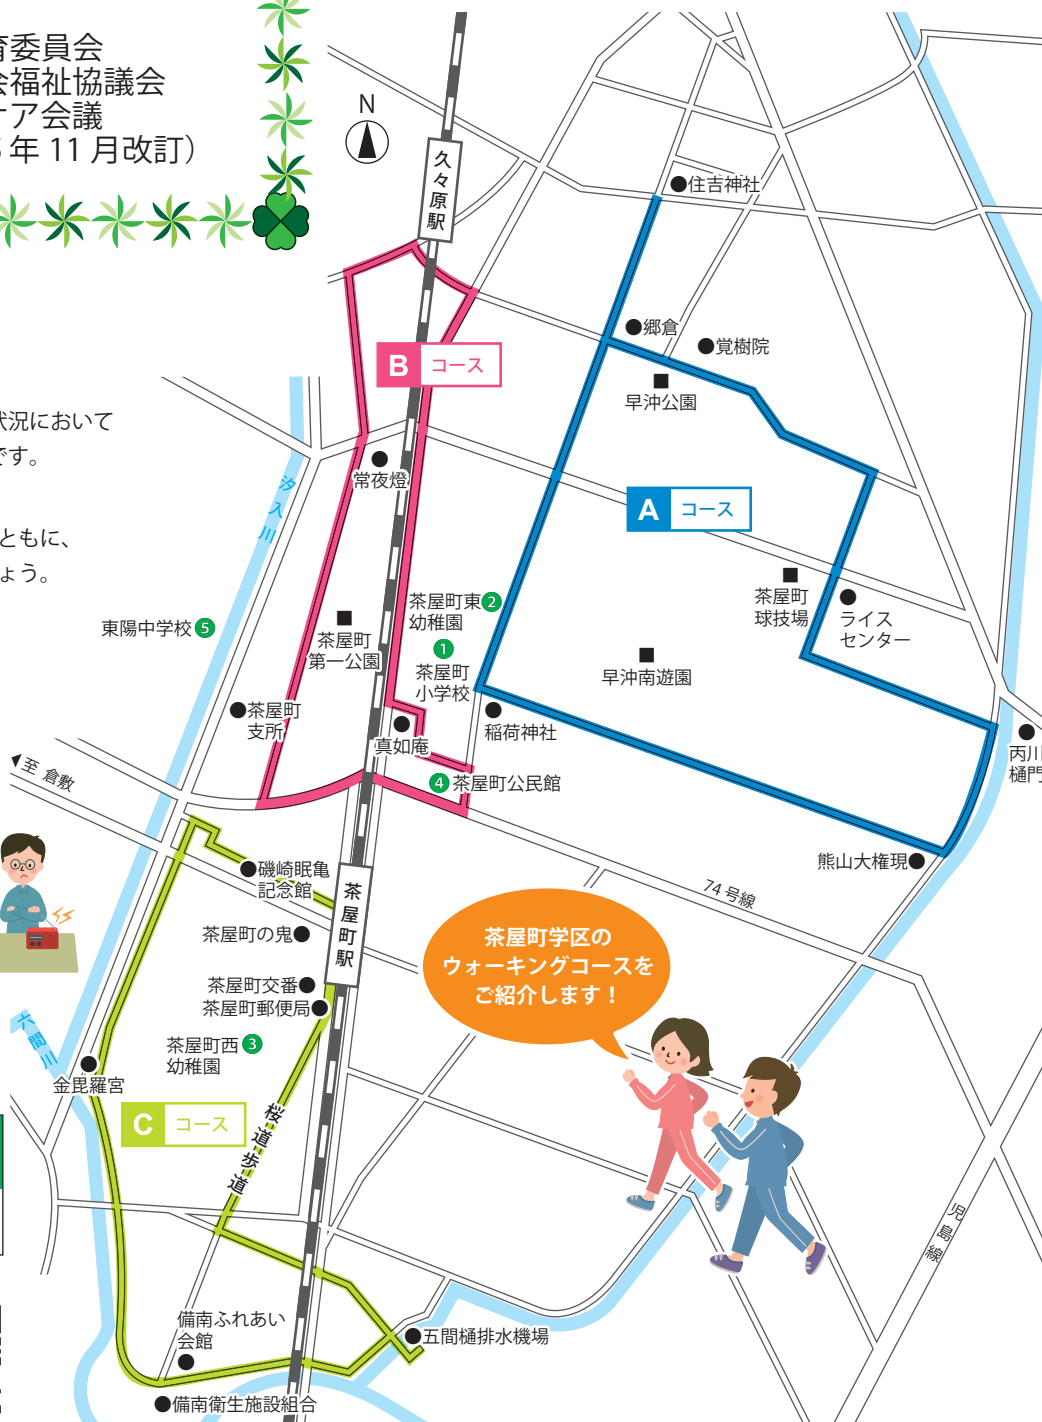 育委員会
会福祉協議会
ケア会議
年 11 月改訂）
N
久々原駅
住吉神社
郷倉
覚樹院
早沖公園
B コース
状況において
です。
常夜燈
汐入川
A コース
ともに、
ょう。
茶屋町東 2
幼稚園
茶屋町
球技場
ライス
センター
東陽中学校 5
茶屋町
第一公園
1
茶屋町
小学校
早沖南遊園
茶屋町
支所
真如庵
稲荷神社
丙川
樋門
至 倉敷
4 茶屋町公民館
磯崎眠亀
記念館
熊山大権現
74 号線
茶屋町駅
茶屋町の鬼
茶屋町学区の
ウォーキングコースを
ご紹介します！
茶屋町交番
茶屋町郵便局
六間川
茶屋町西 3
幼稚園
金毘羅宮
C コース
桜道歩道
児島線
備南ふれあい
会館
五間樋排水機場
備南衛生施設組合